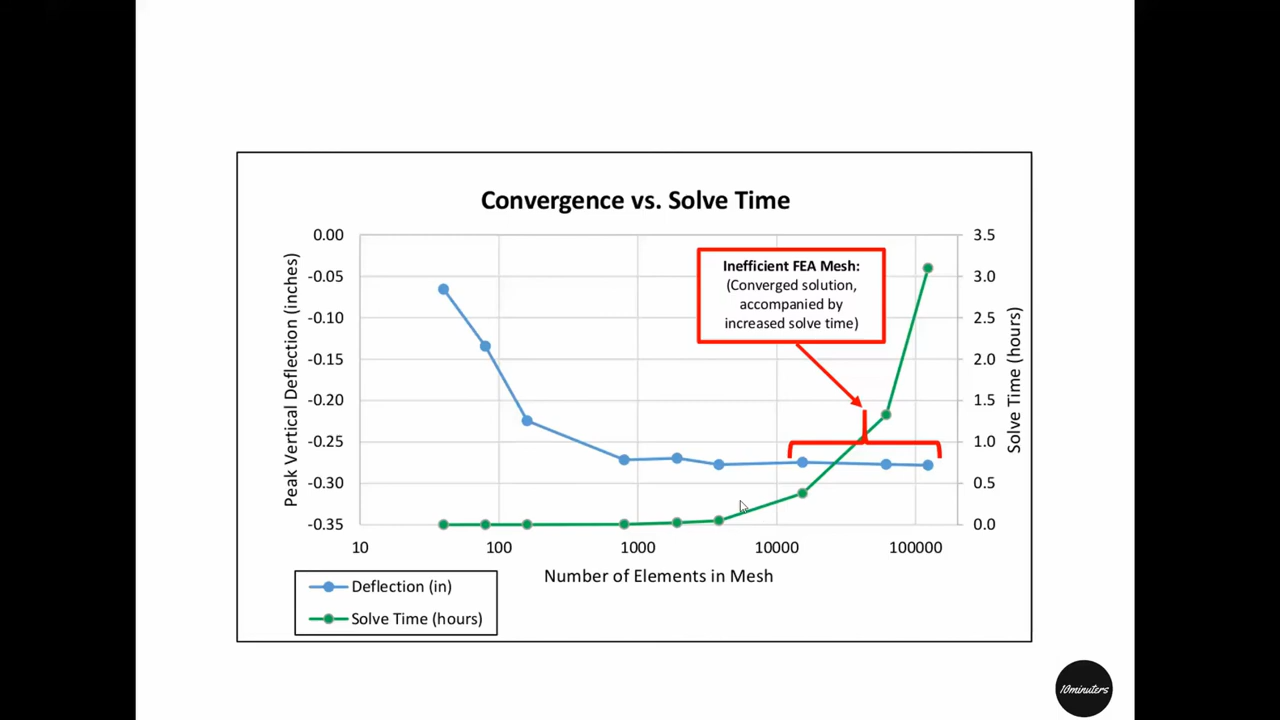 Convergence vs. Solve Time
0.00
-0.05
-0.10
-0.15
-0.20
-0.25
-0.30
-0.35
Peak Vertical Deflection (inches)
Inefficient FEA Mesh:
(Converged solution,
accompanied by
increased solve time)
3.5
3.0
2.5
2.0
1.5
1.0
0.5
0.0
Solve Time (hours)
10 100 1000 10000 100000
Number of Elements in Mesh
Deflection (in)
Solve Time (hours)
10minuters